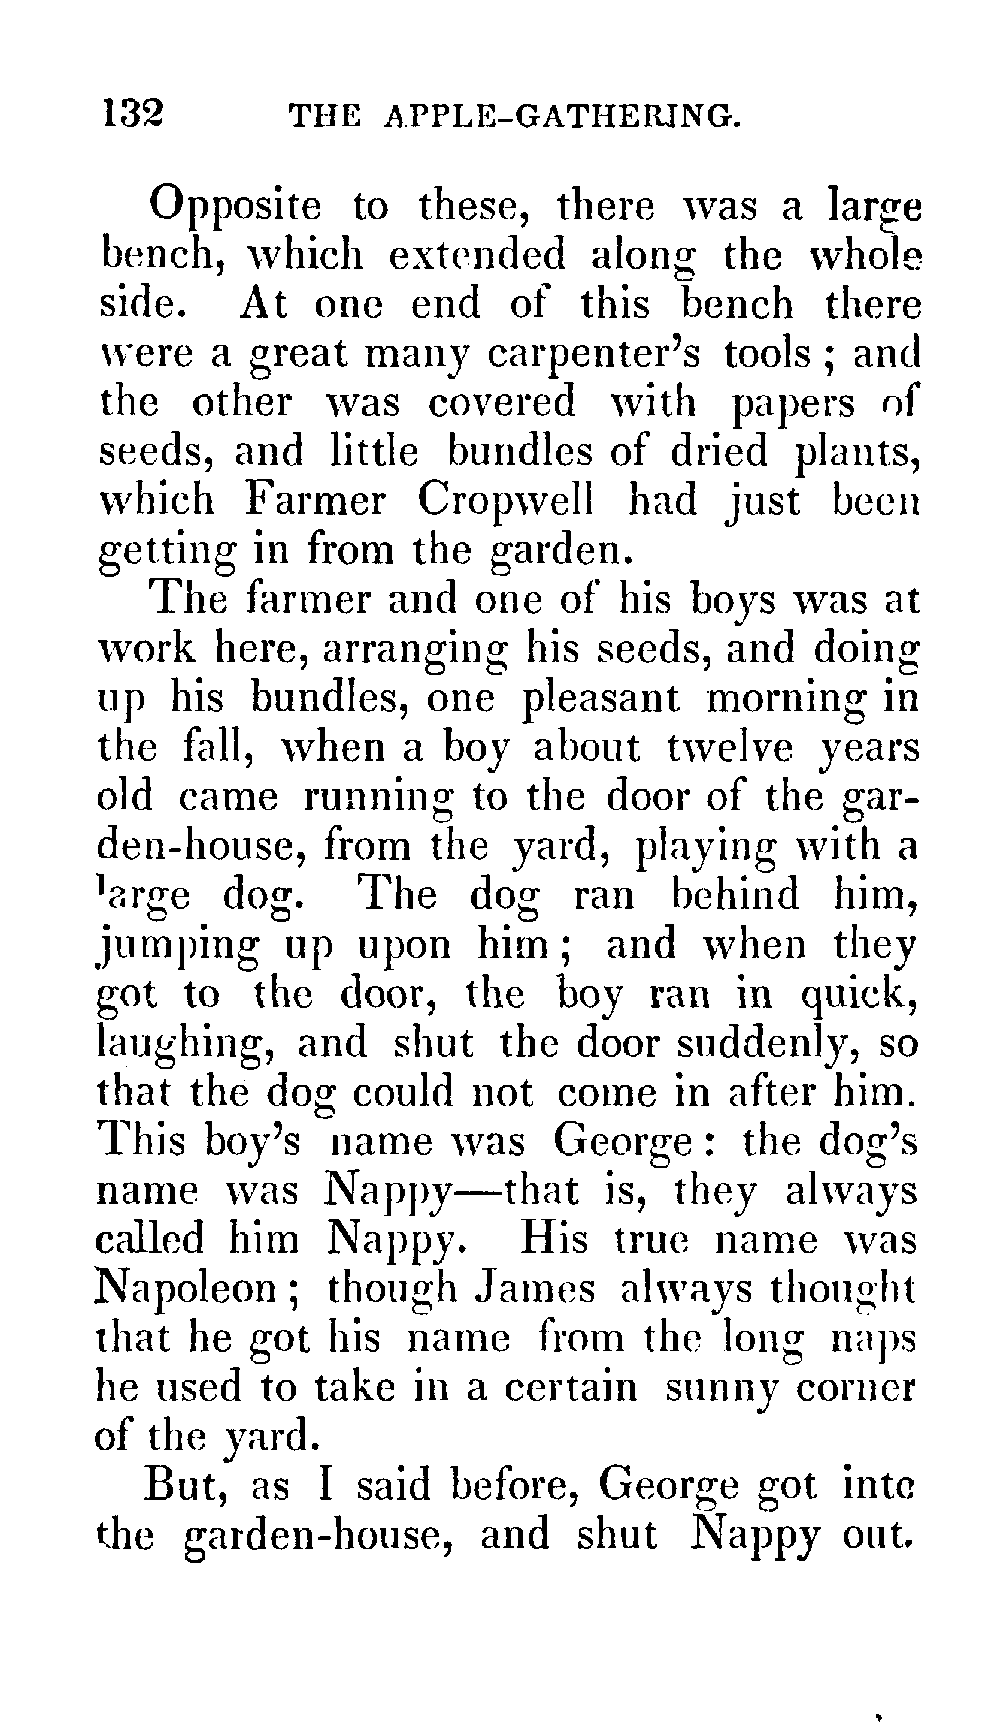 132 THE APPLE-GATHERING.
Opposite to these, there was a large
bench, which extended along the whole
side. At one end of this bench there
were a great many carpenter's tools ; and
the other was covered with papers of
seeds, and little bundles of dried plants,
which Farmer Cropwell had just been
getting in from the garden.
The farmer and one of his boys was at
work here, arranging his seeds, and doing
up his bundles, one pleasant morning in
the fall, when a boy about twelve years
old came running to the door of the gar-
den-house, from the yard, playing with a
large dog. The dog ran behind him,
jumping up upon him ; and when they
got to the door, the boy ran in quick,
laughing, and shut the door suddenly, so
that the dog could not come in after him.
This boy's name was George : the dog's
name was Nappy—that is, they always
called him Nappy. His true name was
Napoleon ; though James always thought
that he got his name from the long naps
he used to take in a certain sunny corner
of the yard.
But, as I said before, George got into
the garden-house, and shut Nappy out.